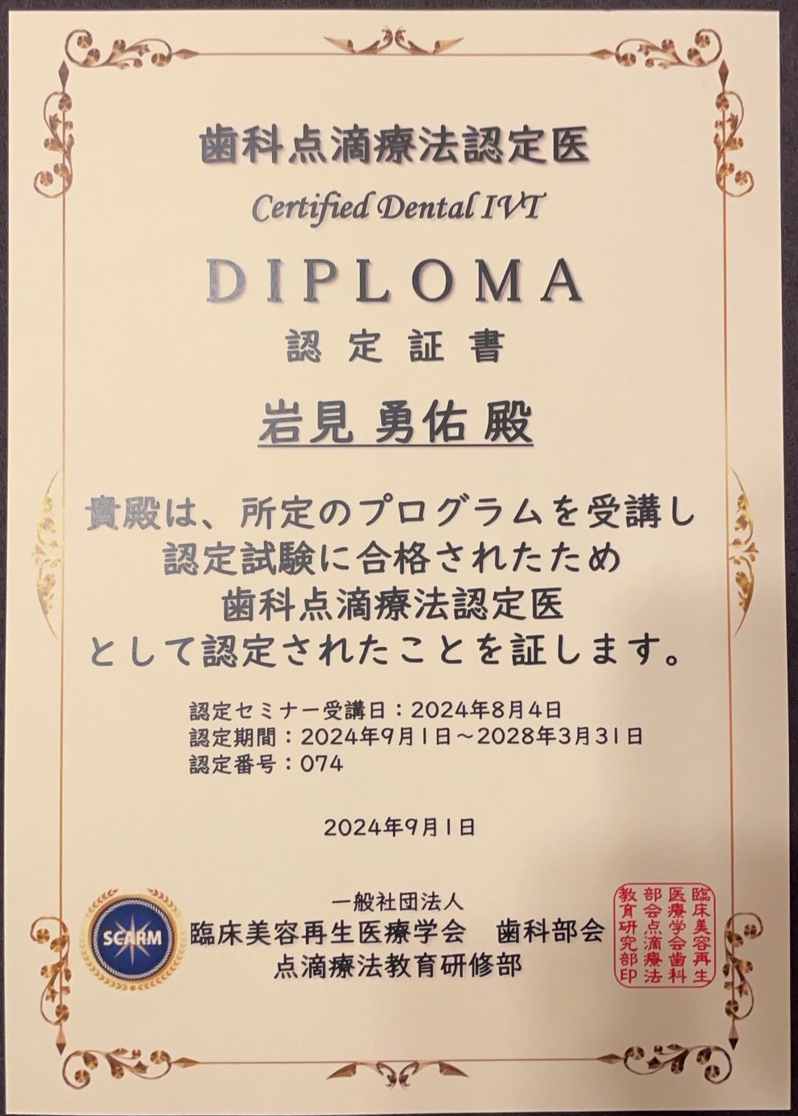 歯科点滴療法認定医
Certified Dental IVT
DIPLOMA
認定証書
岩見 勇佑 殿
貴殿は、所定のプログラムを受講し
認定試験に合格されたため
歯科点滴療法認定医
として認定されたことを証します。
認定セミナー受講日：2024年8月4日
認定期間：2024年9月1日～2028年3月31日
認定番号：074
2024年9月1日
一般社団法人
臨床美容再生医療学会 歯科部会
点滴療法教育研修部
SCARM
臨床美容再生
医療学会歯科
部会点滴療法
教育研究部印